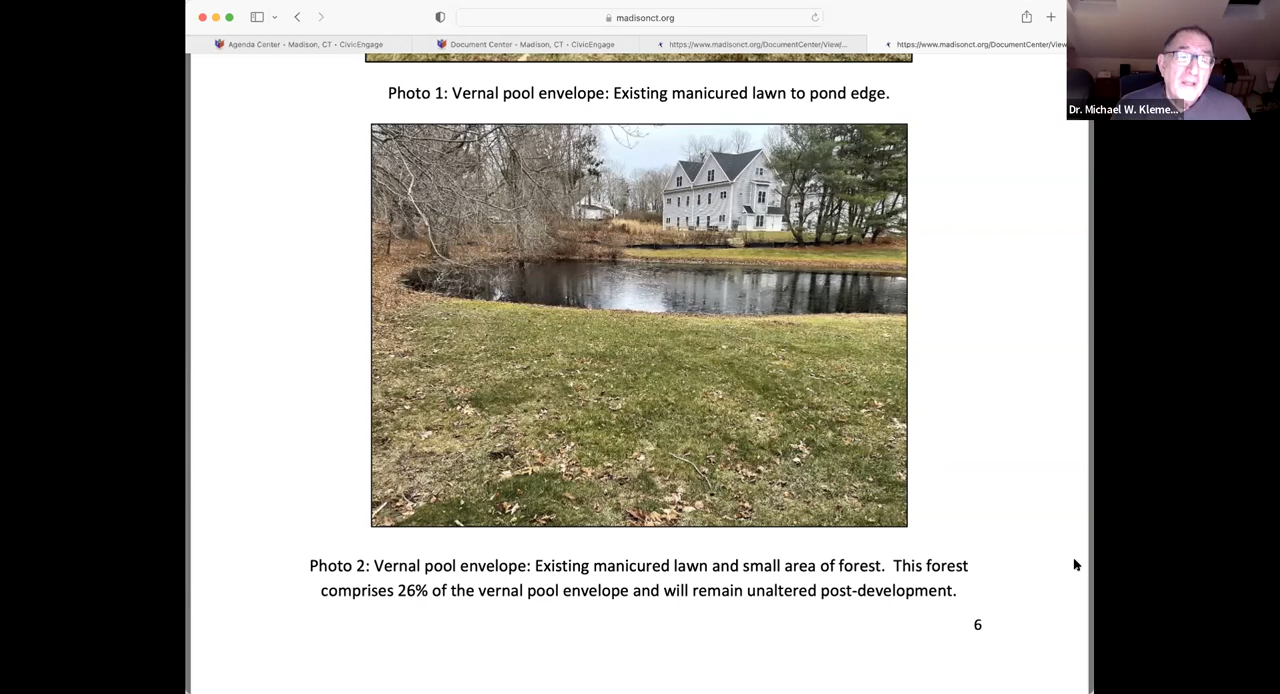 madisonct.org
Agenda Center • Madison, CT • CivicEngage
Document Center • Madison, CT • CivicEngage
https://www.madisonct.org/DocumentCenter/View/...
https://www.madisonct.org/DocumentCenter/View
Dr. Michael W. Kleme...
Photo 1: Vernal pool envelope: Existing manicured lawn to pond edge.
Photo 2: Vernal pool envelope: Existing manicured lawn and small area of forest. This forest
comprises 26% of the vernal pool envelope and will remain unaltered post-development.
6